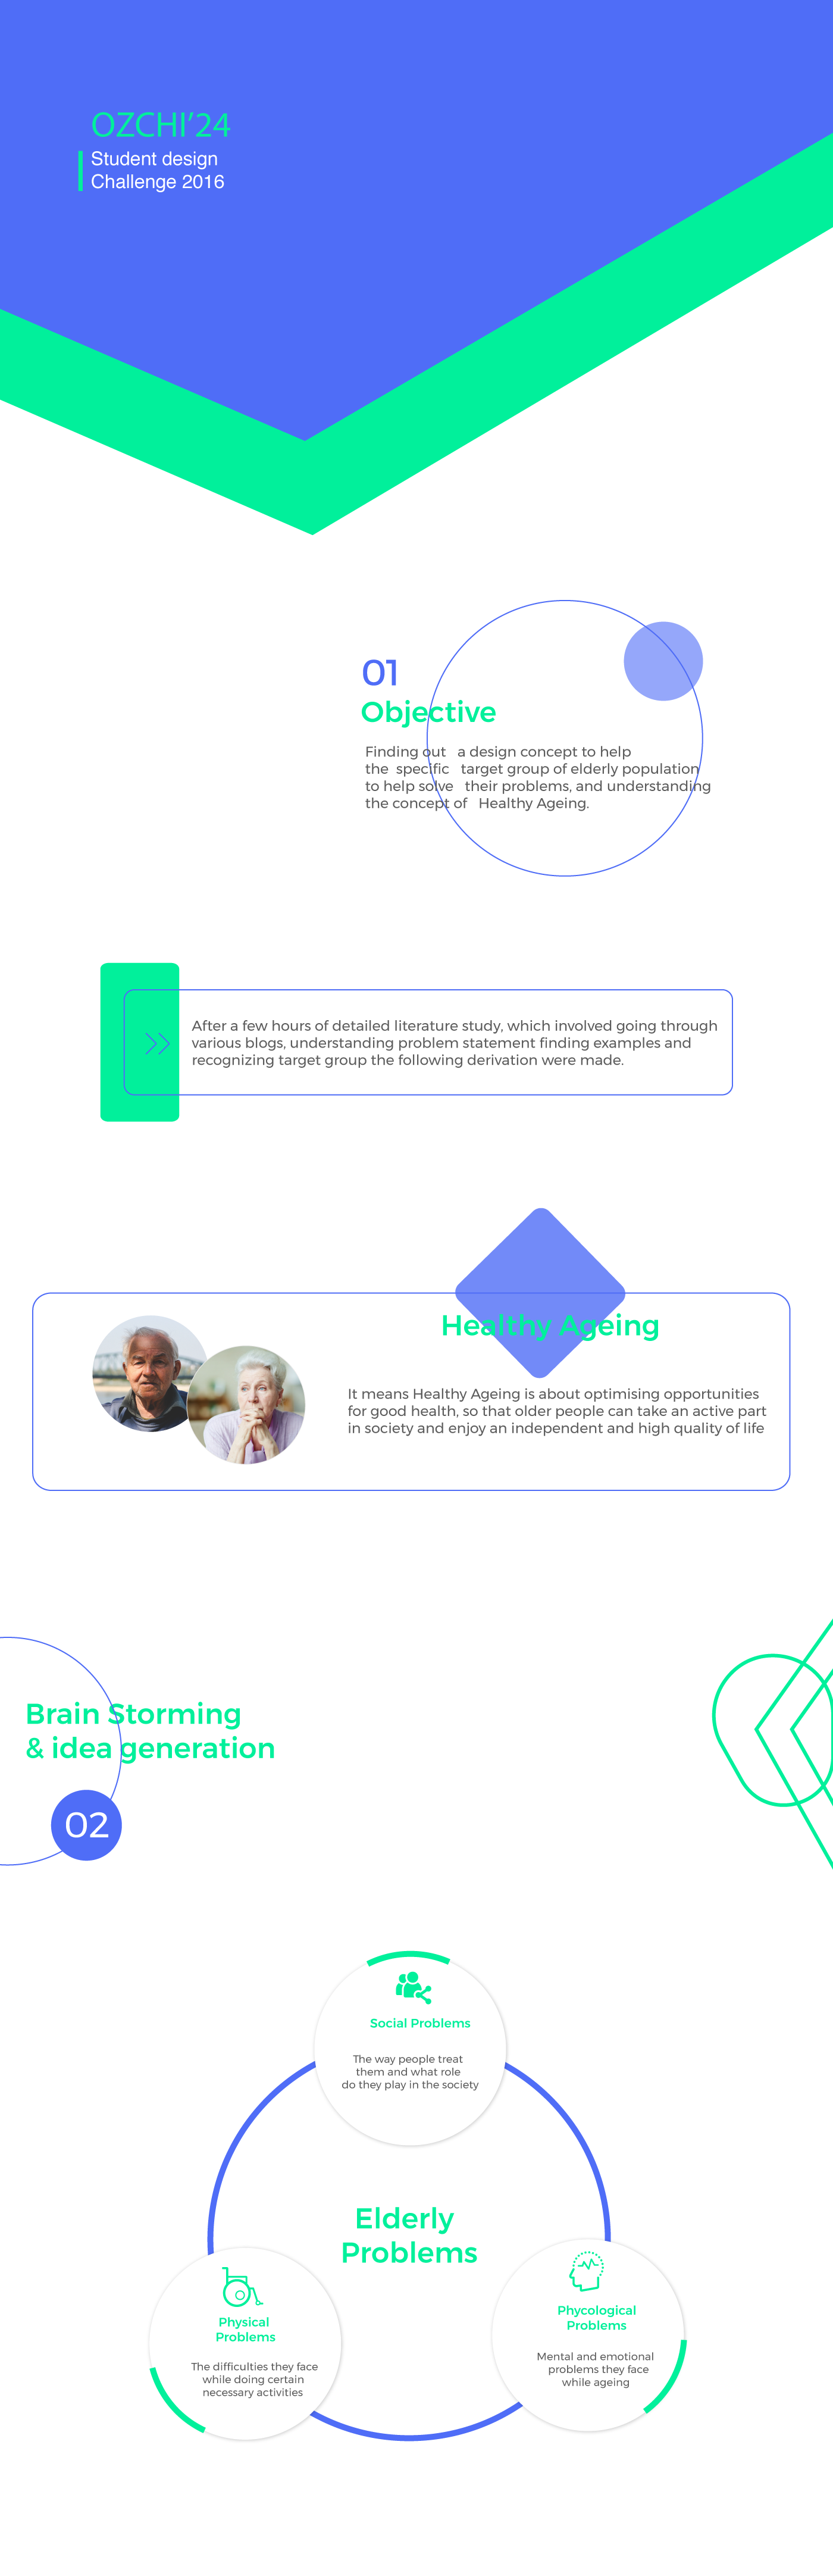 OZCHI’24
Student design
Challenge 2016
01
Objective
Finding out a design concept to help
the specific target group of elderly population
to help solve their problems, and understanding
the concept of Healthy Ageing.
After a few hours of detailed literature study, which involved going through
various blogs, understanding problem statement finding examples and
recognizing target group the following derivation were made.
Healthy Ageing
It means Healthy Ageing is about optimising opportunities
for good health, so that older people can take an active part
in society and enjoy an independent and high quality of life
Brain Storming
& idea generation
02
Social Problems
The way people treat
them and what role
do they play in the society
Elderly
Problems
Physical
Problems
The difficulties they face
while doing certain
necessary activities
Phycological
Problems
Mental and emotional
problems they face
while ageing